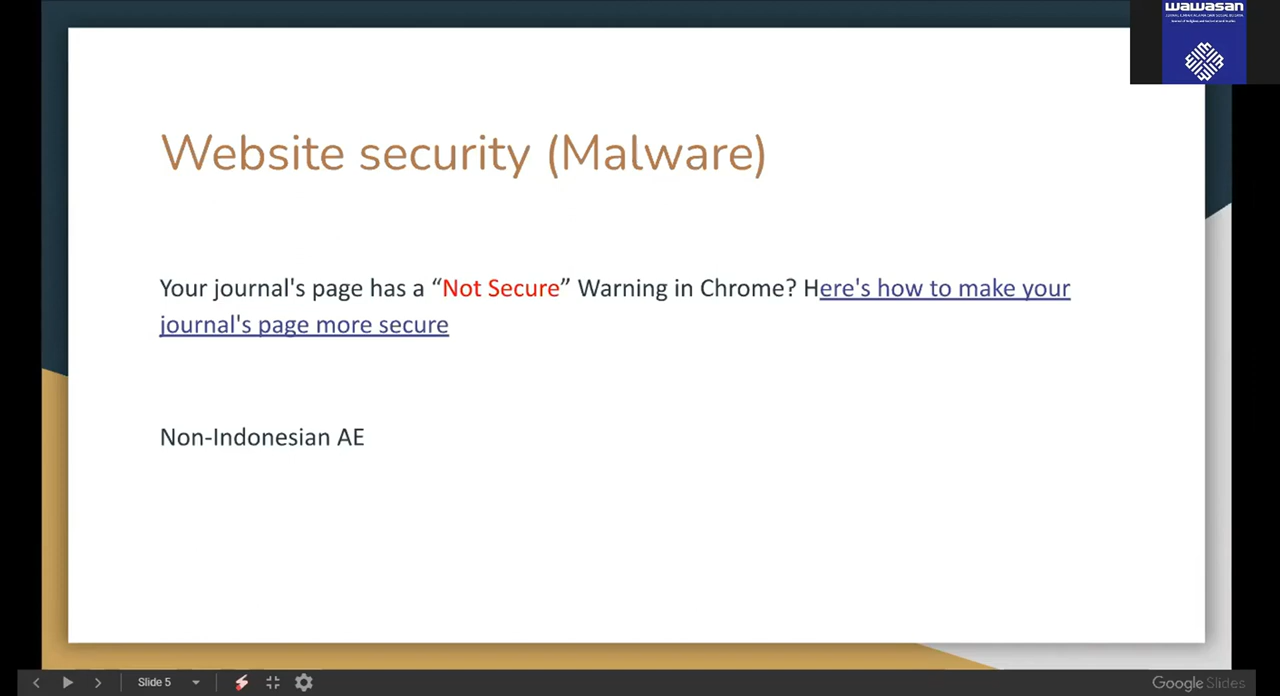 wawasan
Website security (Malware)
Your journal's page has a “Not Secure” Warning in Chrome? Here's how to make your
journal's page more secure
Non-Indonesian AE
Slide 5
Google Slides